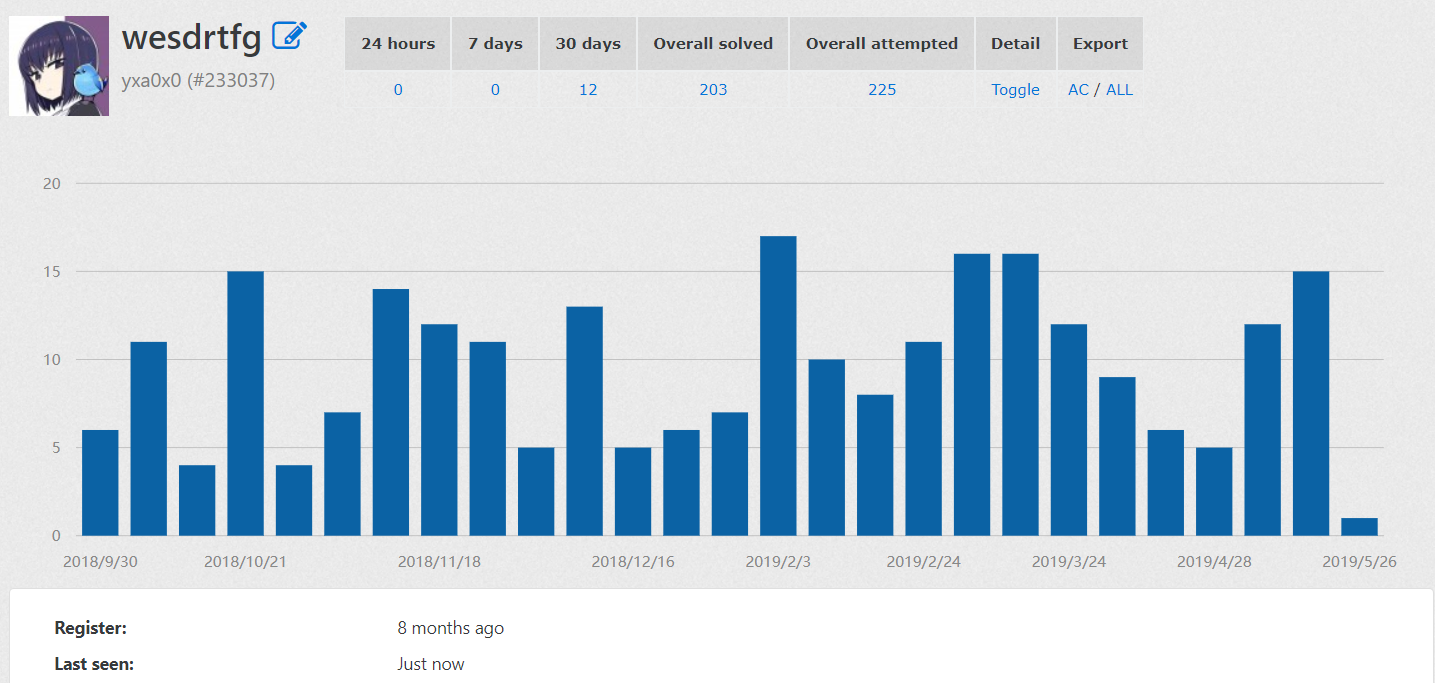 wesdrtfg
yxa0x0 (#233037)
24 hours 7 days 30 days Overall solved Overall attempted Detail Export
0 0 12 203 225 Toggle AC / ALL
20
15
10
5
0
2018/9/30 2018/10/21 2018/11/18 2018/12/16 2019/2/3 2019/2/24 2019/3/24 2019/4/28 2019/5/26
Register: 8 months ago
Last seen: Just now